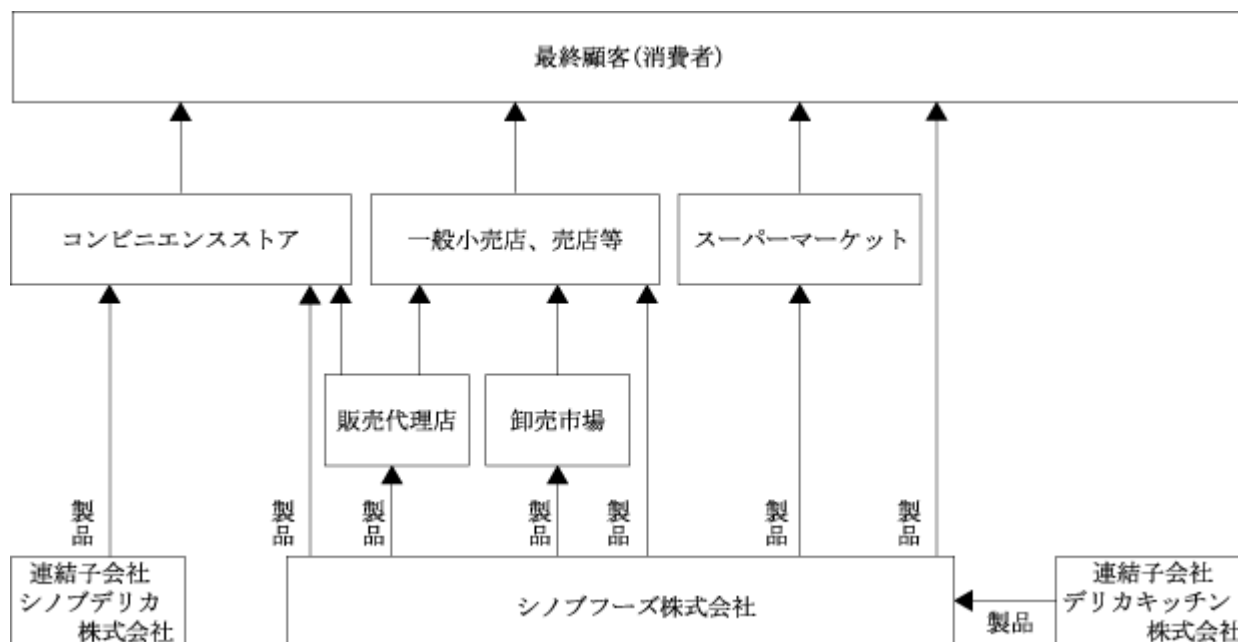 最終顧客(消費者)
コンビニエンスストア
一般小売店、売店等
スーパーマーケット
販売代理店
卸売市場
製品
製品
製品
製品
製品
製品
製品
連結子会社
シノブデリカ
株式会社
シノブフーズ株式会社
製品
連結子会社
デリカキッチン
株式会社